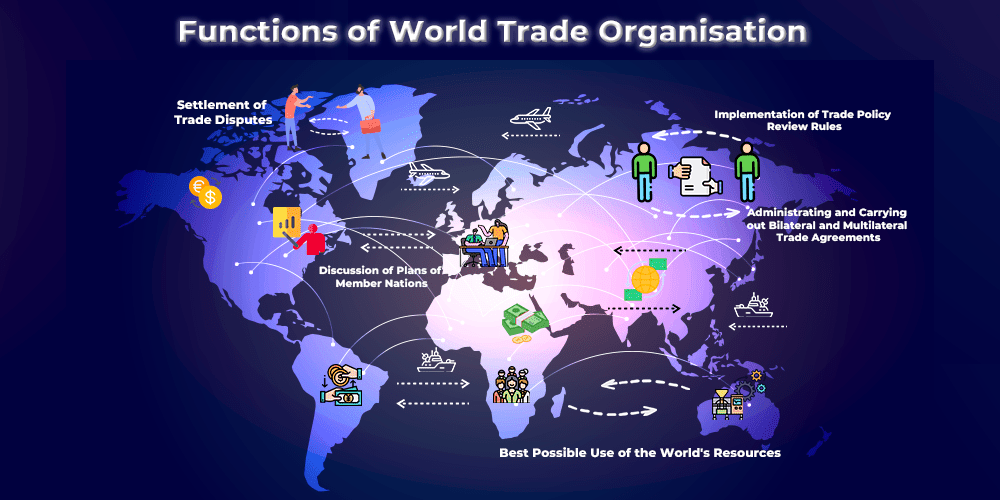 Functions of World Trade Organisation
Settlement of
Trade Disputes
Implementation of Trade Policy
Review Rules
€
$
Administrating and Carrying
out Bilateral and Multilateral
Trade Agreements
Discussion of Plans of
Member Nations
Best Possible Use of the World's Resources